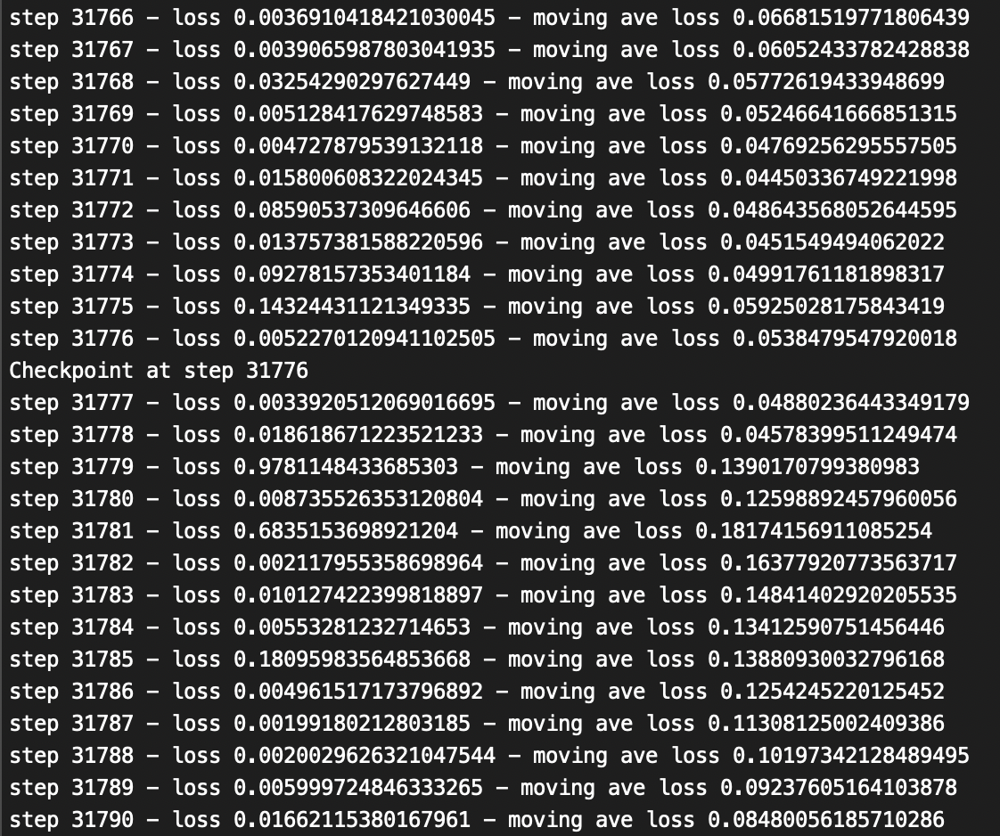 step 31766 – loss 0.0036910418421030045 – moving ave loss 0.06681519771806439
step 31767 – loss 0.0039065987803041935 – moving ave loss 0.06052433782428838
step 31768 – loss 0.03254290297627449 – moving ave loss 0.05772619433948699
step 31769 – loss 0.005128417629748583 – moving ave loss 0.05246641666851315
step 31770 – loss 0.004727879539132118 – moving ave loss 0.04769256295557505
step 31771 – loss 0.015800608322024345 – moving ave loss 0.04450336749221998
step 31772 – loss 0.08590537309646606 – moving ave loss 0.048643568052644595
step 31773 – loss 0.013757381588220596 – moving ave loss 0.0451549494062022
step 31774 – loss 0.09278157353401184 – moving ave loss 0.04991761181898317
step 31775 – loss 0.14324431121349335 – moving ave loss 0.05925028175843419
step 31776 – loss 0.0052270120941102505 – moving ave loss 0.0538479547920018
Checkpoint at step 31776
step 31777 – loss 0.0033920512069016695 – moving ave loss 0.04880236443349179
step 31778 – loss 0.018618671223521233 – moving ave loss 0.04578399511249474
step 31779 – loss 0.9781148433685303 – moving ave loss 0.1390170799380983
step 31780 – loss 0.008735526353120804 – moving ave loss 0.12598892457960056
step 31781 – loss 0.6835153698921204 – moving ave loss 0.18174156911085254
step 31782 – loss 0.002117955358698964 – moving ave loss 0.16377920773563717
step 31783 – loss 0.010127422399818897 – moving ave loss 0.14841402920205535
step 31784 – loss 0.00553281232714653 – moving ave loss 0.13412590751456446
step 31785 – loss 0.18095983564853668 – moving ave loss 0.13880930032796168
step 31786 – loss 0.004961517173796892 – moving ave loss 0.1254245220125452
step 31787 – loss 0.00199180212803185 – moving ave loss 0.11308125002409386
step 31788 – loss 0.0020029626321047544 – moving ave loss 0.10197342128489495
step 31789 – loss 0.005999724846333265 – moving ave loss 0.09237605164103878
step 31790 – loss 0.016621153801679611 – moving ave loss 0.08480056185710286